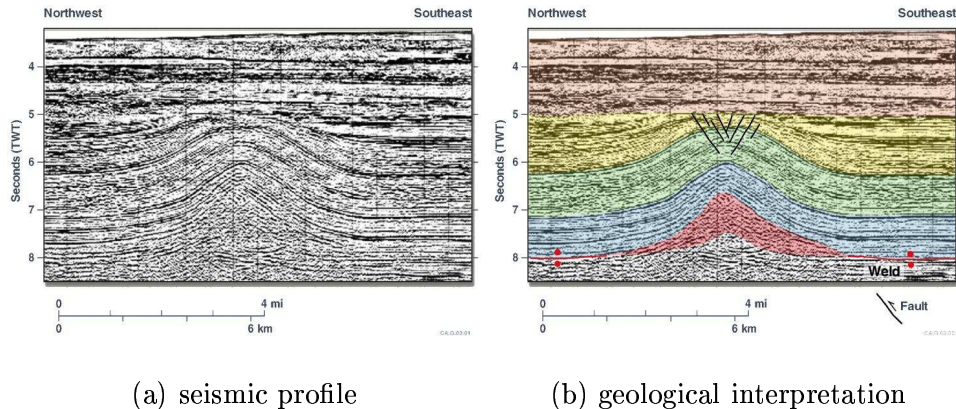 Northwest Southeast
Seconds (TWT)
4
5
6
7
8
0 4 mi
0 6 km
(a) seismic profile
Northwest Southeast
Seconds (TWT)
4
5
6
7
8
Weld
0 4 mi
0 6 km
Fault
(b) geological interpretation